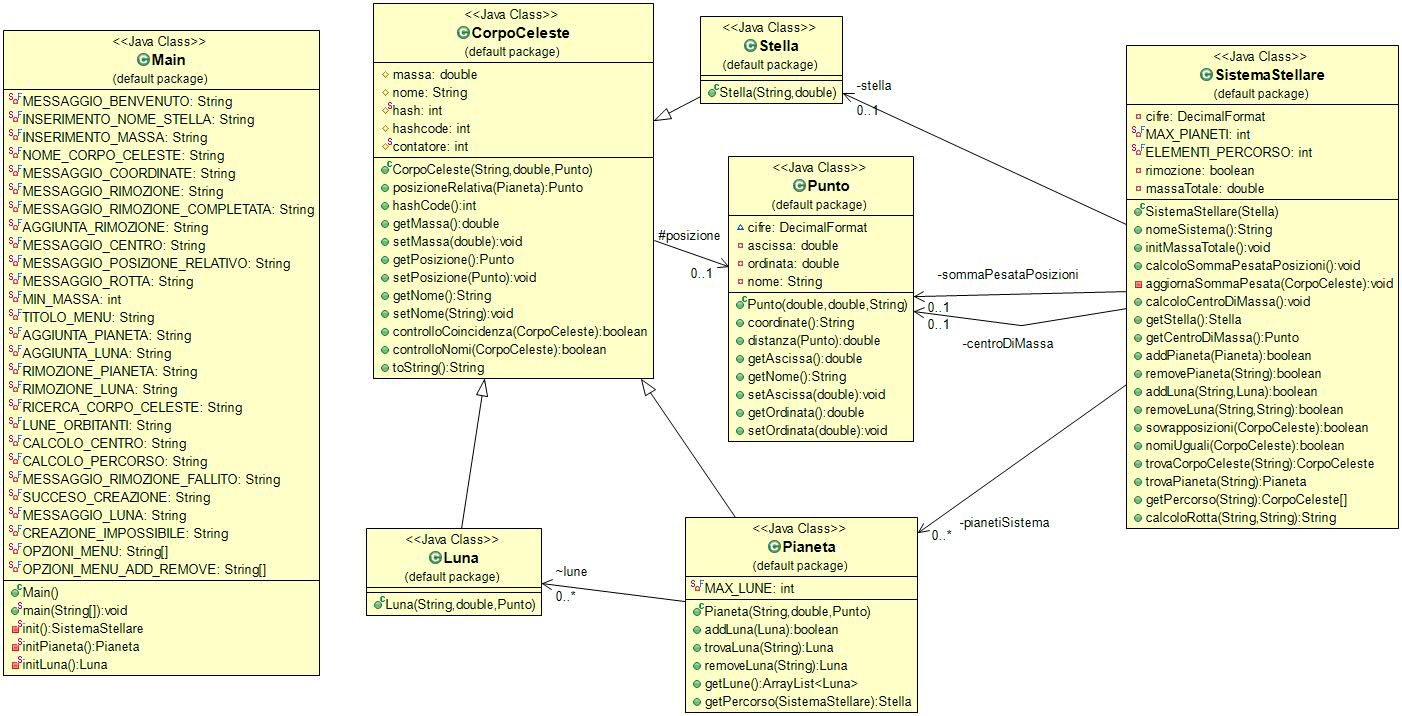 <<Java Class>>
Main
(default package)
MESSAGGIO_BENVENUTO: String
INSERIMENTO_NOME_STELLA: String
INSERIMENTO_MASSA: String
NOME_CORPO_CELESTE: String
MESSAGGIO_COORDINATE: String
MESSAGGIO_RIMOZIONE: String
MESSAGGIO_RIMOZIONE_COMPLETATA: String
AGGIUNTA_RIMOZIONE: String
MESSAGGIO_CENTRO: String
MESSAGGIO_POSIZIONE_RELATIVO: String
MESSAGGIO_ROTTA: String
MIN_MASSA: int
TITOLO_MENU: String
AGGIUNTA_PIANETA: String
AGGIUNTA_LUNA: String
RIMOZIONE_PIANETA: String
RIMOZIONE_LUNA: String
RICERCA_CORPO_CELESTE: String
LUNE_ORBITANTI: String
CALCOLO_CENTRO: String
CALCOLO_PERCORSO: String
MESSAGGIO_RIMOZIONE_FALLITO: String
SUCCESO_CREAZIONE: String
MESSAGGIO_LUNA: String
CREAZIONE_IMPOSSIBILE: String
OPZIONI_MENU: String[]
OPZIONI_MENU_ADD_REMOVE: String[]
Main()
main(String[]):void
init():SistemaStellare
initPianeta():Pianeta
initLuna():Luna
<<Java Class>>
CorpoCeleste
(default package)
massa: double
nome: String
hash: int
hashcode: int
contatore: int
CorpoCeleste(String,double,Punto)
posizioneRelativa(Pianeta):Punto
hashCode():int
getMassa():double
setMassa(double):void
getPosizione():Punto
setPosizione(Punto):void
getNome():String
setNome(String):void
controlloCoincidenza(CorpoCeleste):boolean
controlloNomi(CorpoCeleste):boolean
toString():String
<<Java Class>>
Stella
(default package)
Stella(String,double)
-stella
0..1
#posizione
0..1
<<Java Class>>
Punto
(default package)
cifre: DecimalFormat
ascissa: double
ordinata: double
nome: String
Punto(double,double,String)
coordinate():String
distanza(Punto):double
getAscissa():double
getNome():String
setAscissa(double):void
getOrdinata():double
setOrdinata(double):void
-sommaPesataPosizioni
0..1
0..1
-centroDiMassa
<<Java Class>>
SistemaStellare
(default package)
cifre: DecimalFormat
MAX_PIANETI: int
ELEMENTI_PERCORSO: int
rimozione: boolean
massaTotale: double
SistemaStellare(Stella)
nomeSistema():String
initMassaTotale():void
calcoloSommaPesataPosizioni():void
aggiornaSommaPesata(CorpoCeleste):void
calcoloCentroDiMassa():void
getStella():Stella
getCentroDiMassa():Punto
addPianeta(Pianeta):boolean
removePianeta(String):boolean
addLuna(String,Luna):boolean
removeLuna(String,String):boolean
sovrapposizioni(CorpoCeleste):boolean
nomiUguali(CorpoCeleste):boolean
trovaCorpoCeleste(String):CorpoCeleste
trovaPianeta(String):Pianeta
getPercorso(String):CorpoCeleste[]
calcoloRotta(String,String):String
-pianetiSistema
0..*
<<Java Class>>
Luna
(default package)
Luna(String,double,Punto)
~lune
0..*
<<Java Class>>
Pianeta
(default package)
MAX_LUNE: int
Pianeta(String,double,Punto)
addLuna(Luna):boolean
trovaLuna(String):Luna
removeLuna(String):Luna
getLune():ArrayList<Luna>
getPercorso(SistemaStellare):Stella